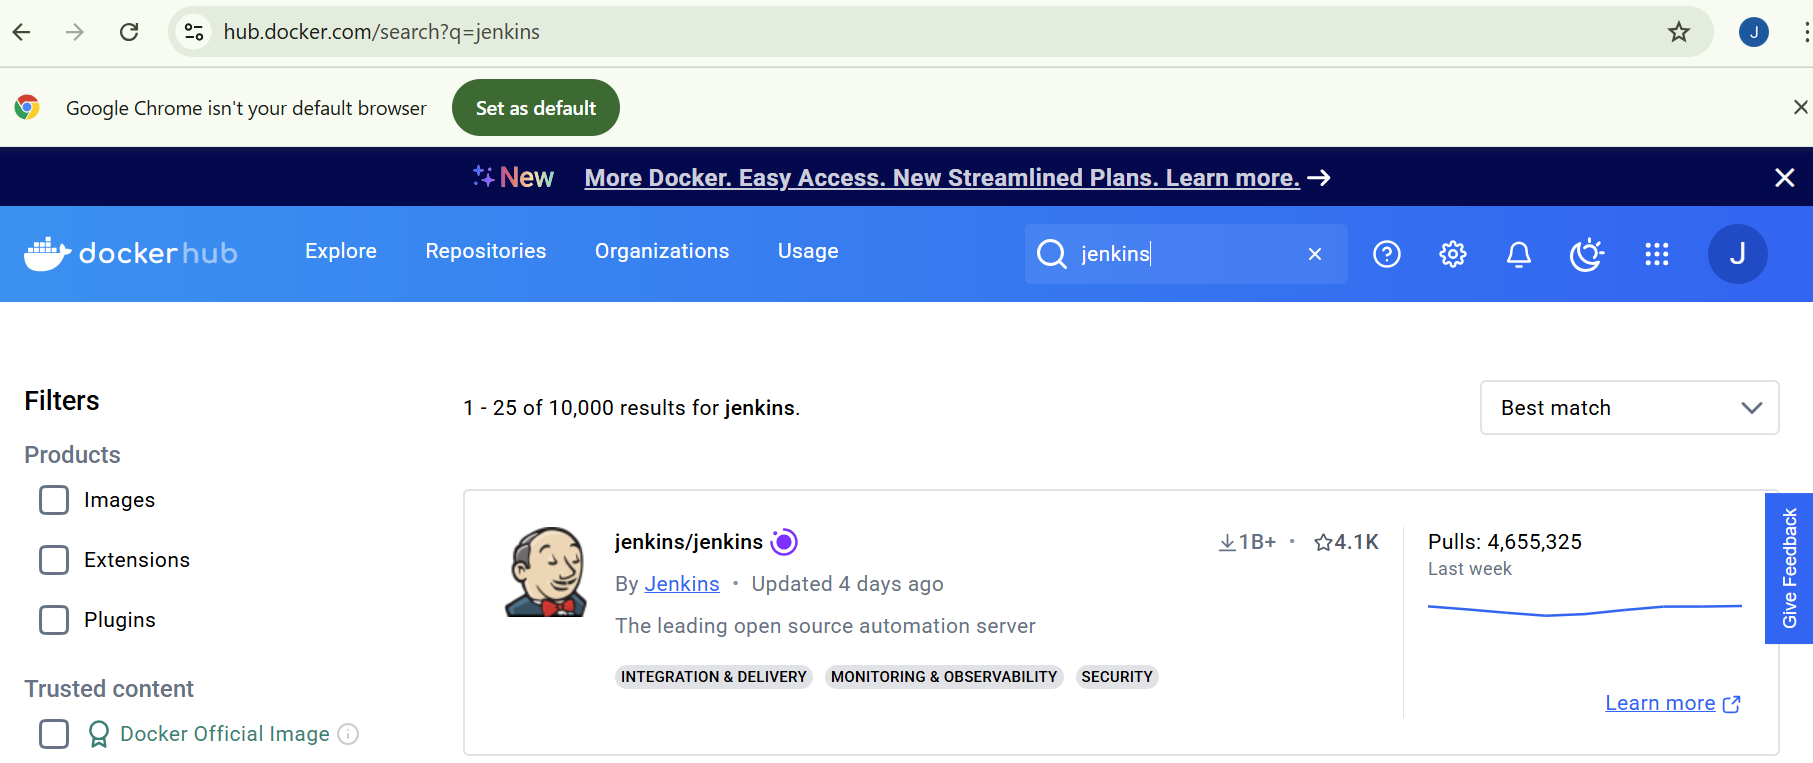 hub.docker.com/search?q=jenkins
J
Google Chrome isn't your default browser
Set as default
New
More Docker. Easy Access. New Streamlined Plans. Learn more. →
dockerhub
Explore
Repositories
Organizations
Usage
jenkins
J
Filters
1 - 25 of 10,000 results for jenkins.
Best match
Products
Images
Extensions
Plugins
Trusted content
Docker Official Image
jenkins/jenkins
1B+ • 4.1K
By Jenkins • Updated 4 days ago
The leading open source automation server
INTEGRATION & DELIVERY
MONITORING & OBSERVABILITY
SECURITY
Pulls: 4,655,325
Last week
Learn more
Give Feedback